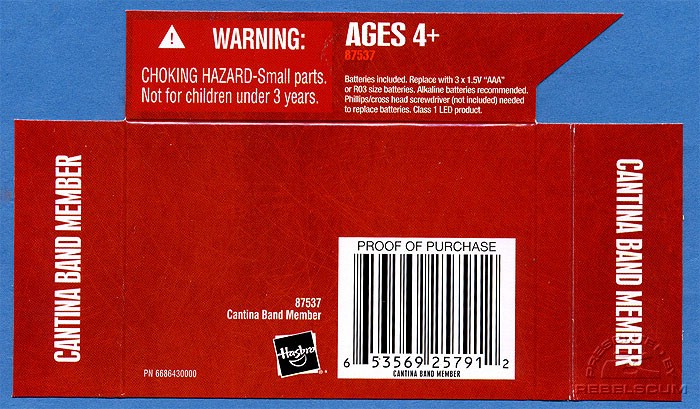 WARNING:
CHOKING HAZARD-Small parts.
Not for children under 3 years.
AGES 4+
87537
Batteries included. Replace with 3 x 1.5V "AAA"
or R03 size batteries. Alkaline batteries recommended.
Phillips/cross head screwdriver (not included) needed
to replace batteries. Class 1 LED product.
CANTINA BAND MEMBER
87537
Cantina Band Member
Hasbro
®
PN 6686430000
PROOF OF PURCHASE
6 53569 25791 2
CANTINA BAND MEMBER
CANTINA BAND MEMBER
PRESENTED BY
REBELSCUM